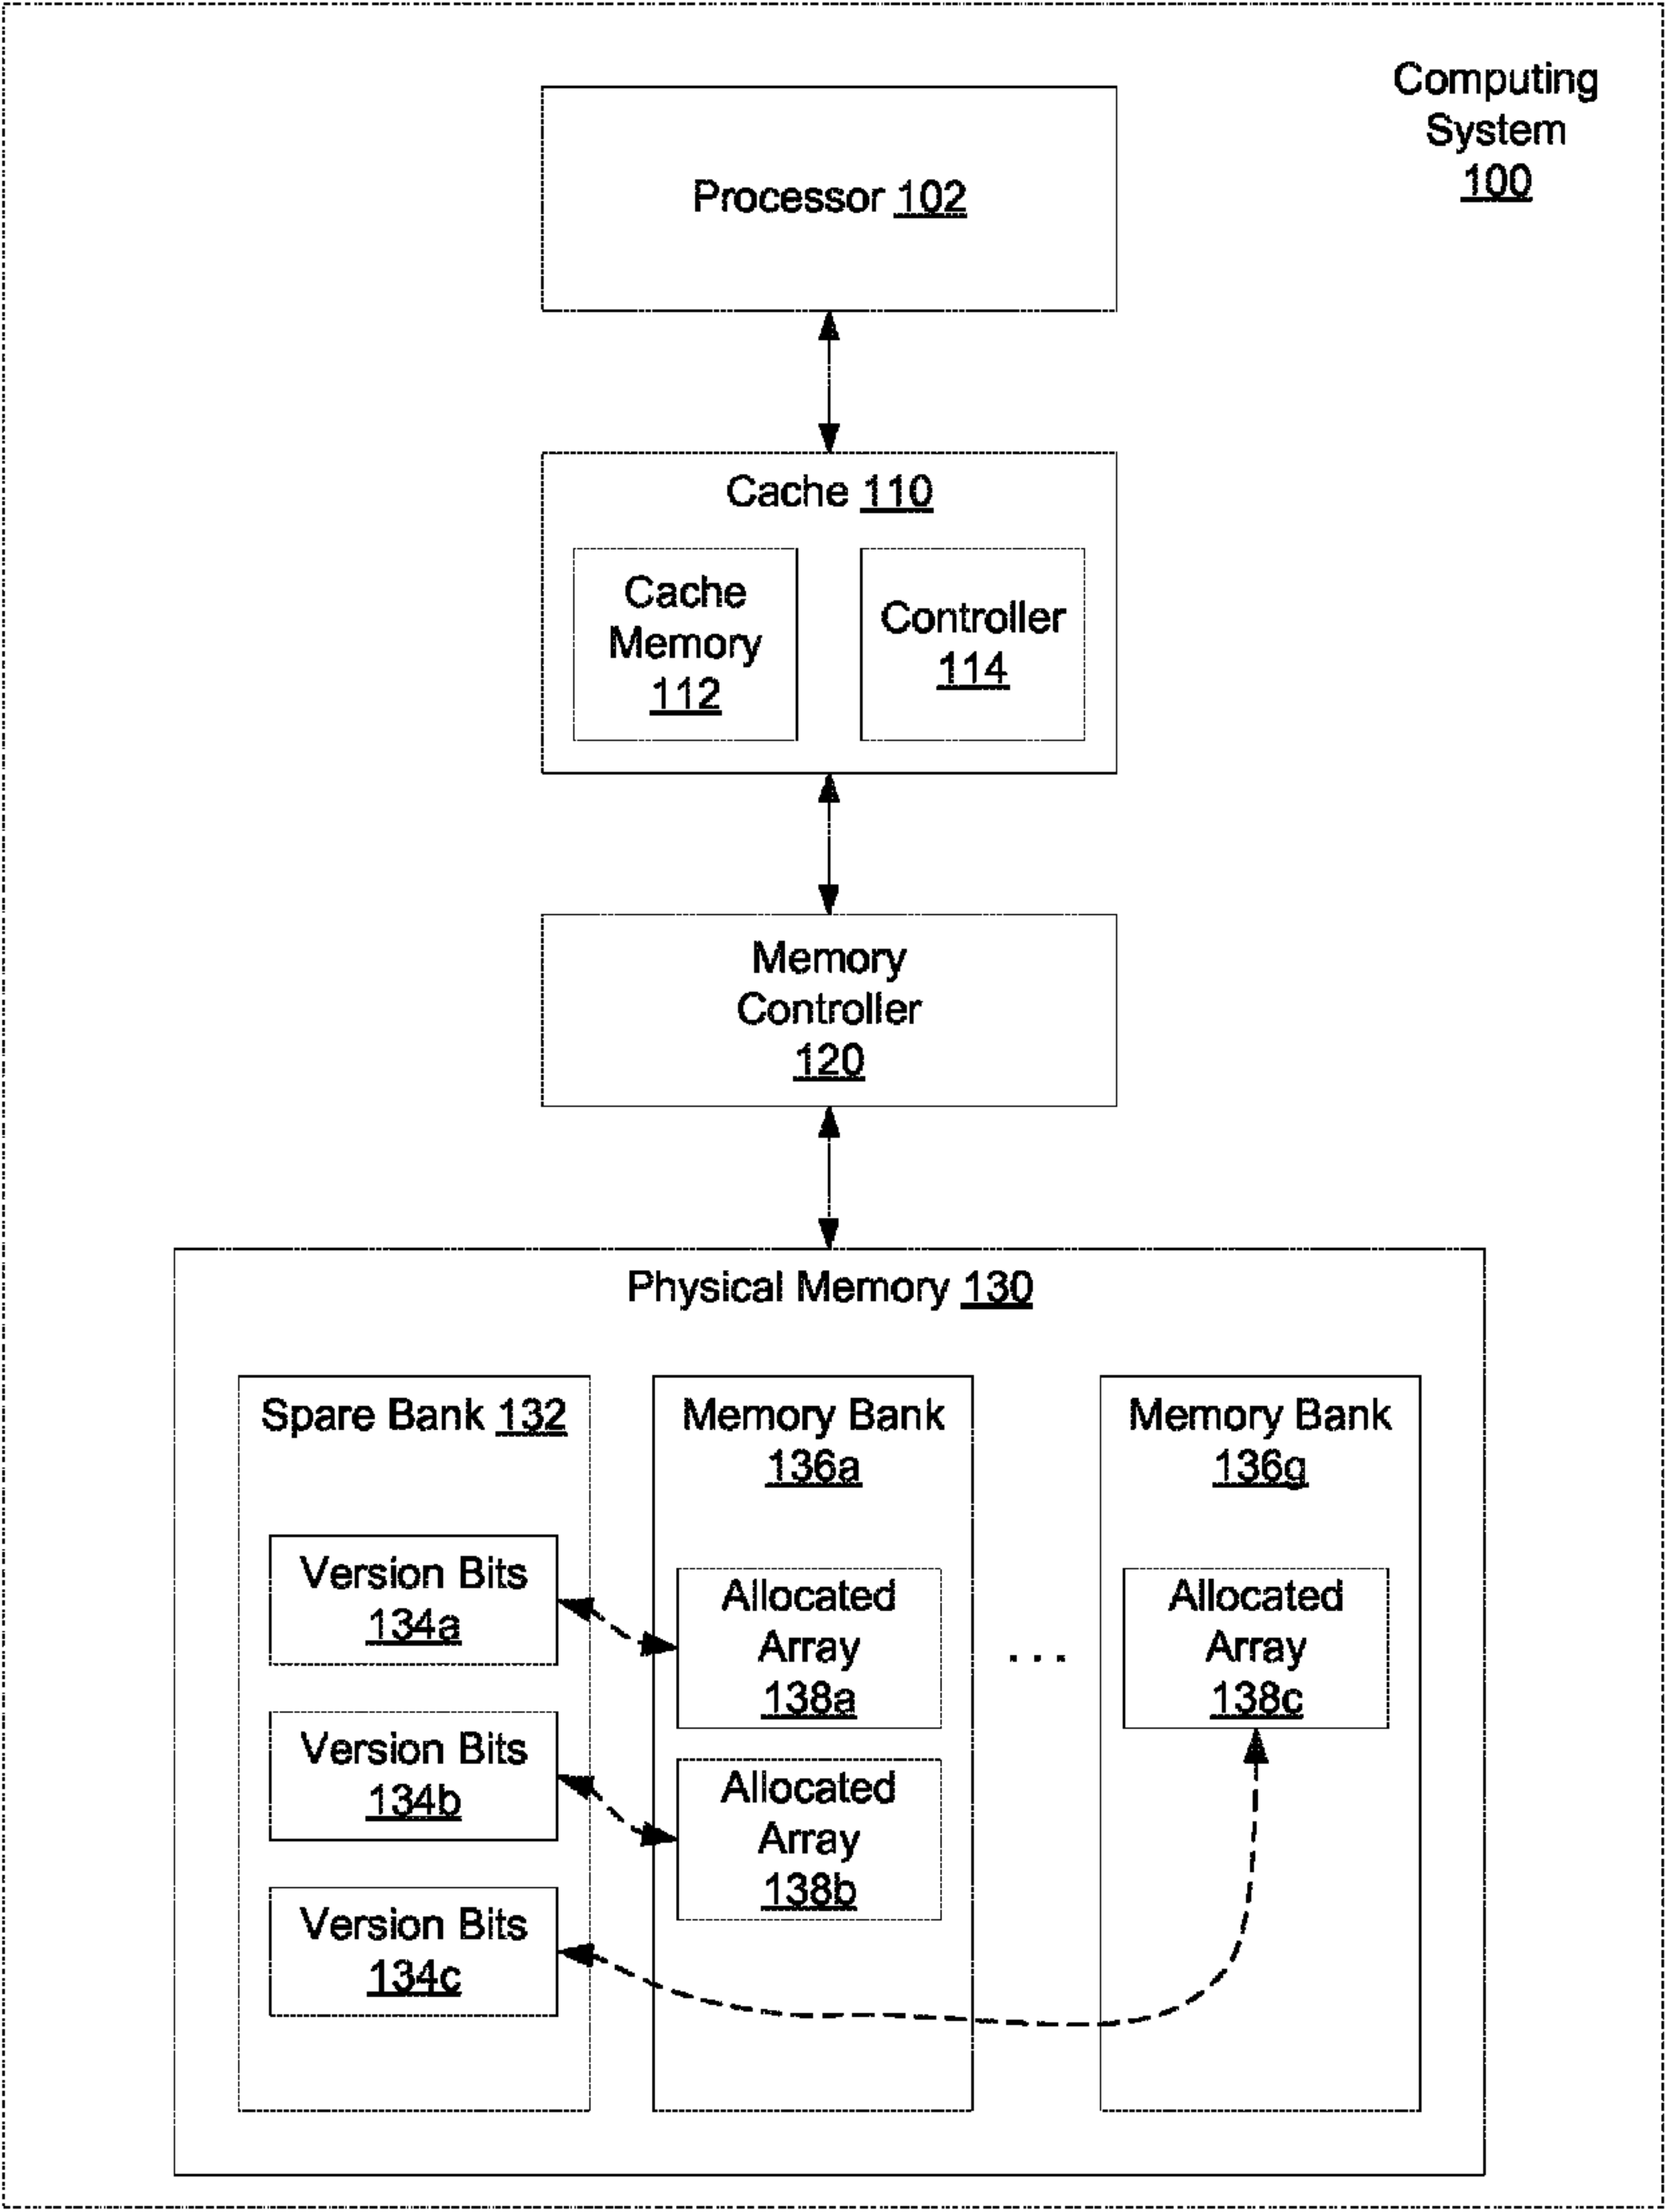 Computing
System
100
Processor 102
Cache 110
Cache
Memory
112
Controller
114
Memory
Controller
120
Physical Memory 130
Spare Bank 132
Version Bits
134a
Version Bits
134b
Version Bits
134c
Memory Bank
136a
Allocated
Array
138a
Allocated
Array
138b
...
Memory Bank
136g
Allocated
Array
138c